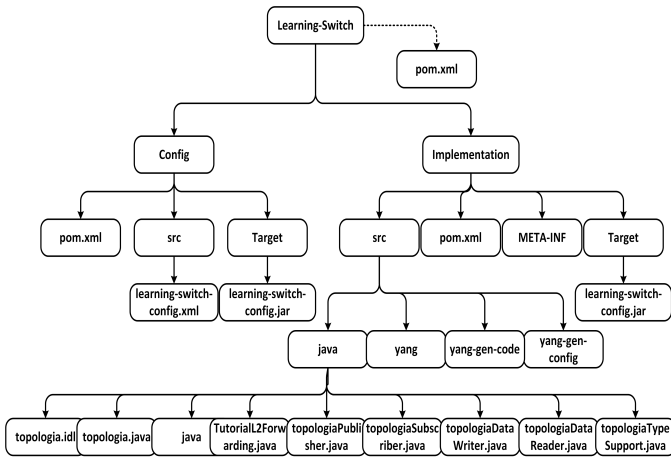 Learning-Switch
pom.xml
Config
Implementation
pom.xml
src
Target
src
pom.xml
META-INF
Target
learning-switch-
config.xml
learning-switch-
config.jar
learning-switch-
config.jar
java
yang
yang-gen-code
yang-gen-
config
topologia.idl
topologia.java
java
TutorialL2Forw
arding.java
topologiaPubli
sher.java
topologiaSubsc
riber.java
topologiaData
Writer.java
topologiaData
Reader.java
topologiaType
Support.java